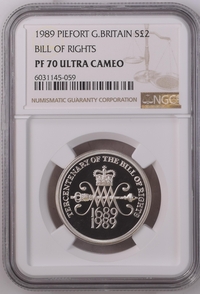 1989 PIEFORT G.BRITAIN S£2
BILL OF RIGHTS
PF 70 ULTRA CAMEO
6031145-059
NUMISMATIC GUARANTY CORPORATION
NGC
TERCENTENARY OF THE BILL OF RIGHTS
1689
1989